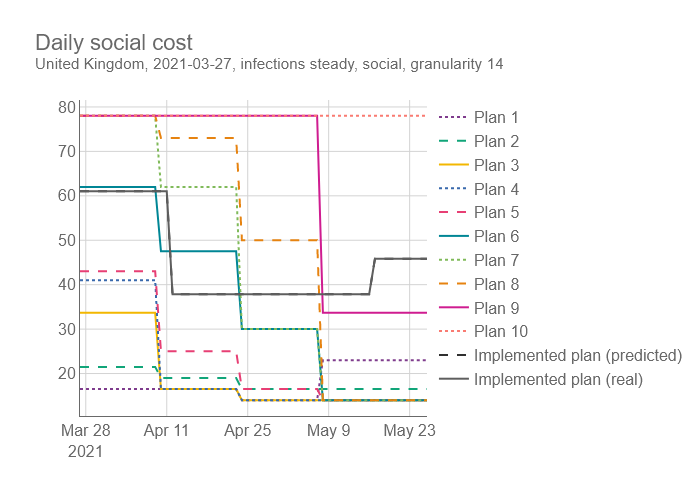 Daily social cost
United Kingdom, 2021-03-27, infections steady, social, granularity 14
80
70
60
50
40
30
20
Mar 28
2021
Apr 11
Apr 25
May 9
May 23
Plan 1
Plan 2
Plan 3
Plan 4
Plan 5
Plan 6
Plan 7
Plan 8
Plan 9
Plan 10
Implemented plan (predicted)
Implemented plan (real)